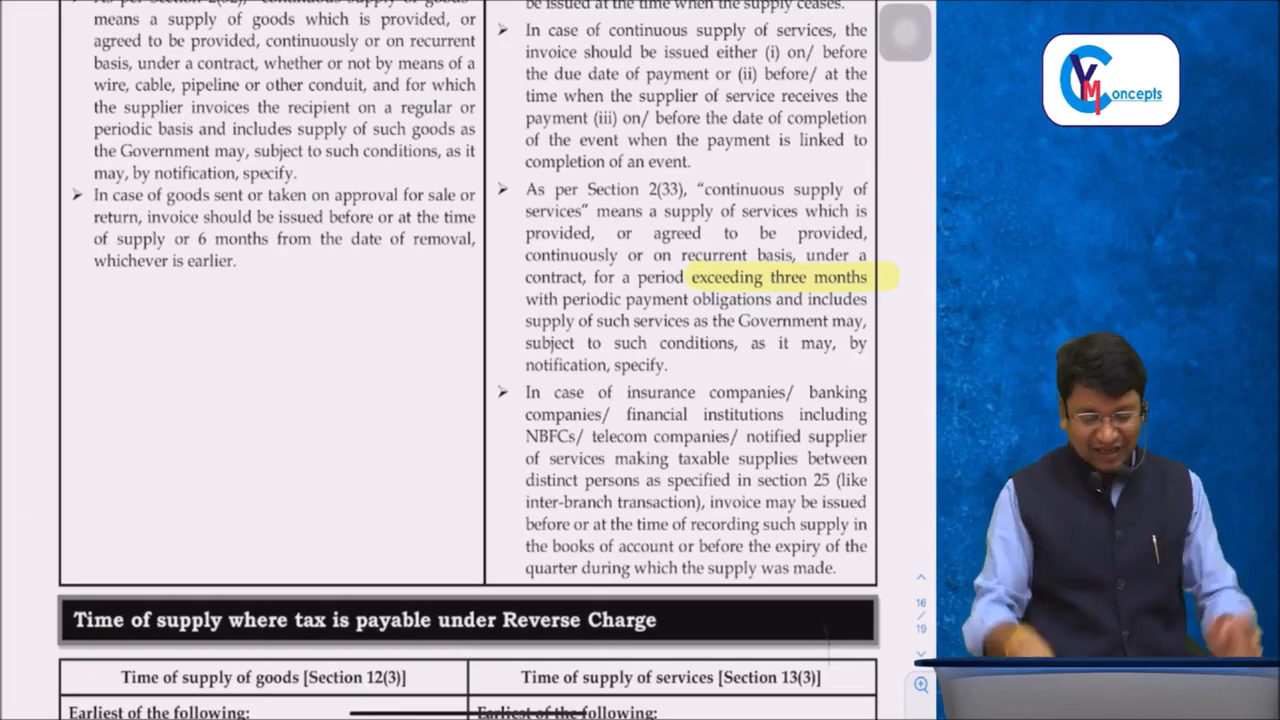 As per Section 2(32), "continuous supply of goods"
means a supply of goods which is provided, or
agreed to be provided, continuously or on recurrent
basis, under a contract, whether or not by means of a
wire, cable, pipeline or other conduit, and for which
the supplier invoices the recipient on a regular or
periodic basis and includes supply of such goods as
the Government may, subject to such conditions, as it
may, by notification, specify.
➢ In case of goods sent or taken on approval for sale or
return, invoice should be issued before or at the time
of supply or 6 months from the date of removal,
whichever is earlier.
be issued at the time when the supply ceases.
➢ In case of continuous supply of services, the
invoice should be issued either (i) on/ before
the due date of payment or (ii) before/ at the
time when the supplier of service receives the
payment (iii) on/ before the date of completion
of the event when the payment is linked to
completion of an event.
➢ As per Section 2(33), “continuous supply of
services” means a supply of services which is
provided, or agreed to be provided,
continuously or on recurrent basis, under a
contract, for a period exceeding three months
with periodic payment obligations and includes
supply of such services as the Government may,
subject to such conditions, as it may, by
notification, specify.
➢ In case of insurance companies/ banking
companies/ financial institutions including
NBFCs/ telecom companies/ notified supplier
of services making taxable supplies between
distinct persons as specified in section 25 (like
inter-branch transaction), invoice may be issued
before or at the time of recording such supply in
the books of account or before the expiry of the
quarter during which the supply was made.
Time of supply where tax is payable under Reverse Charge
Time of supply of goods [Section 12(3)]
Time of supply of services [Section 13(3)]
Earliest of the following:
Earliest of the following:
CYM oncepts
16
/
19